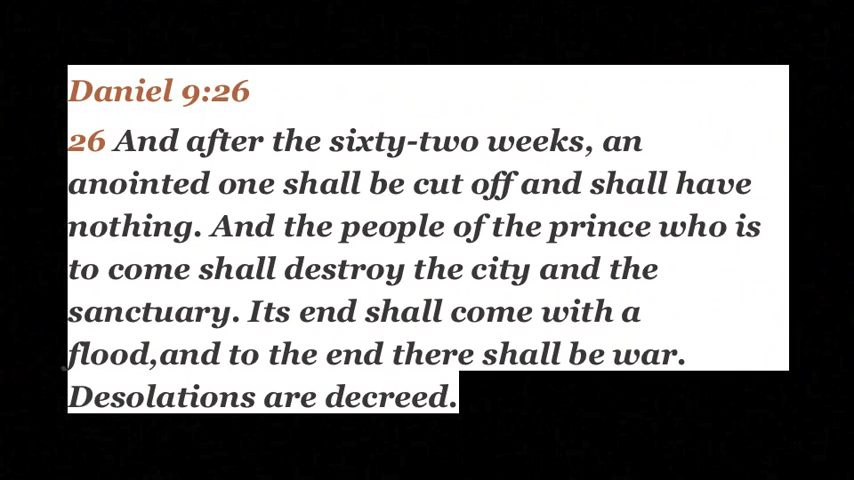 Daniel 9:26
26 And after the sixty-two weeks, an
anointed one shall be cut off and shall have
nothing. And the people of the prince who is
to come shall destroy the city and the
sanctuary. Its end shall come with a
flood,and to the end there shall be war.
Desolations are decreed.